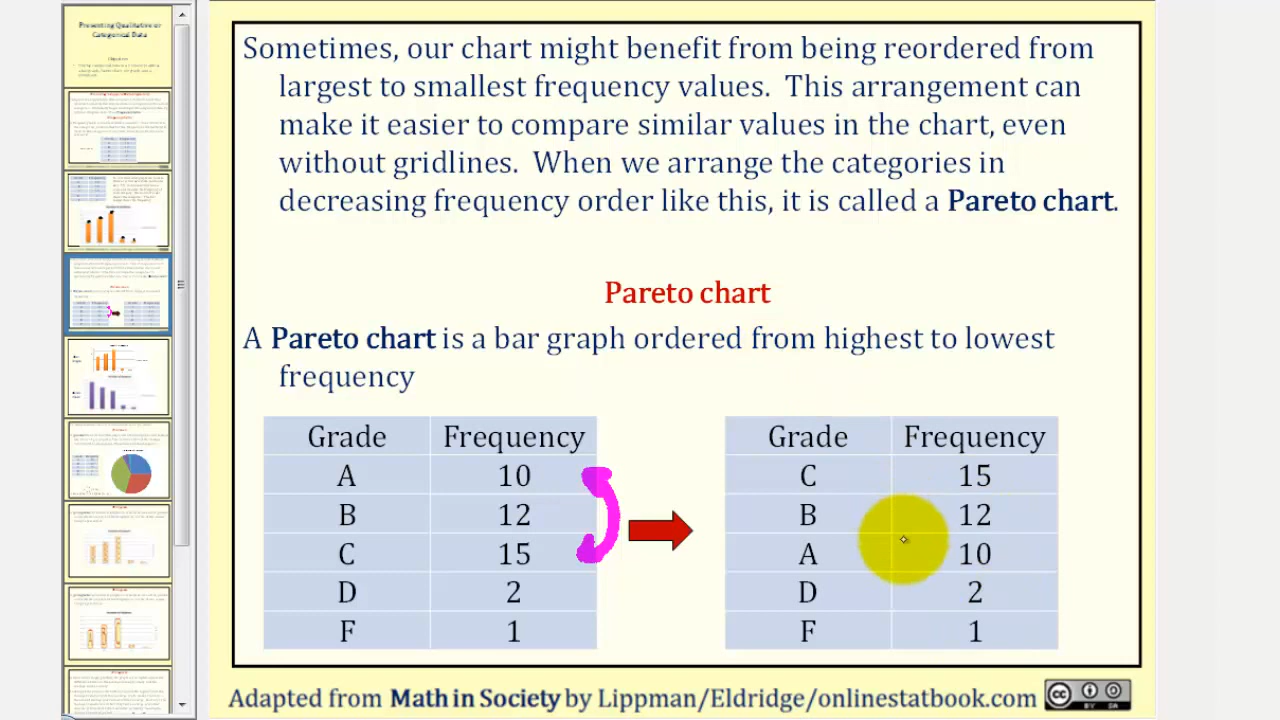 Presenting Qualitative or
Categorical Data
Sometimes, our chart might benefit from being reordered from
largest to smallest frequency values. This arrangement can
make it easier to compare similar values in the chart, even
without gridlines. When we arrange the categories in
decreasing frequency order like this, it is called a Pareto chart.
Pareto chart
A Pareto chart is a bar graph ordered from highest to lowest
frequency
Grade Frequency
A 10
B 12
C 15
D 2
F 1
Grade Frequency
C 15
B 12
A 10
D 2
F 1
Adapted from Math in Society by Lippman/Eldridge/onlinestatbook.com
cc BY SA